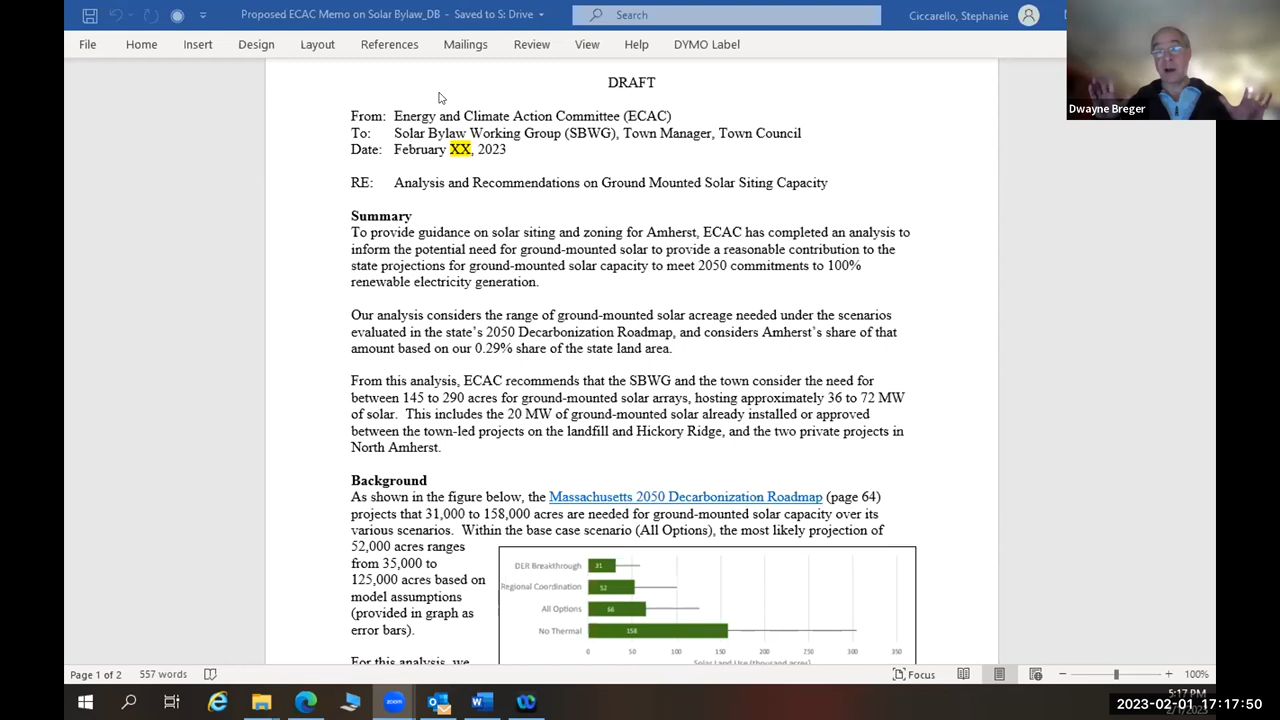 Proposed ECAC Memo on Solar Bylaw_DB - Saved to S: Drive
Search
Ciccarello, Stephanie
File Home Insert Design Layout References Mailings Review View Help DYMO Label
Dwayne Breger
DRAFT
From: Energy and Climate Action Committee (ECAC)
To: Solar Bylaw Working Group (SBWG), Town Manager, Town Council
Date: February XX, 2023
RE: Analysis and Recommendations on Ground Mounted Solar Siting Capacity
Summary
To provide guidance on solar siting and zoning for Amherst, ECAC has completed an analysis to
inform the potential need for ground-mounted solar to provide a reasonable contribution to the
state projections for ground-mounted solar capacity to meet 2050 commitments to 100%
renewable electricity generation.
Our analysis considers the range of ground-mounted solar acreage needed under the scenarios
evaluated in the state's 2050 Decarbonization Roadmap, and considers Amherst's share of that
amount based on our 0.29% share of the state land area.
From this analysis, ECAC recommends that the SBWG and the town consider the need for
between 145 to 290 acres for ground-mounted solar arrays, hosting approximately 36 to 72 MW
of solar. This includes the 20 MW of ground-mounted solar already installed or approved
between the town-led projects on the landfill and Hickory Ridge, and the two private projects in
North Amherst.
Background
As shown in the figure below, the Massachusetts 2050 Decarbonization Roadmap (page 64)
projects that 31,000 to 158,000 acres are needed for ground-mounted solar capacity over its
various scenarios. Within the base case scenario (All Options), the most likely projection of
52,000 acres ranges
from 35,000 to
125,000 acres based on
model assumptions
(provided in graph as
error bars).
For this analysis, we
DER Breakthrough 31
Regional Coordination 52
All Options 66
No Thermal 158
0 50 100 150 200 250 300 350
Solar Land Use (thousand acres)
Page 1 of 2 557 words
Focus
100%
zoom
5:17 PM
2023-02-01 17:17:50